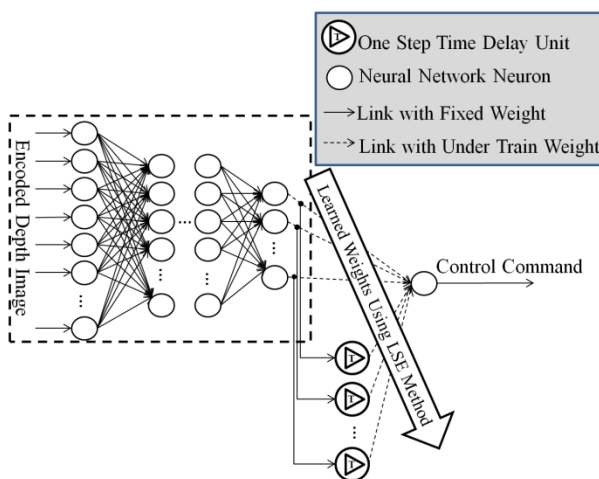 One Step Time Delay Unit
Neural Network Neuron
Link with Fixed Weight
Link with Under Train Weight
Encoded Depth Image
...
...
...
...
...
Learned Weights Using LSE Method
Control Command
T
T
...
T